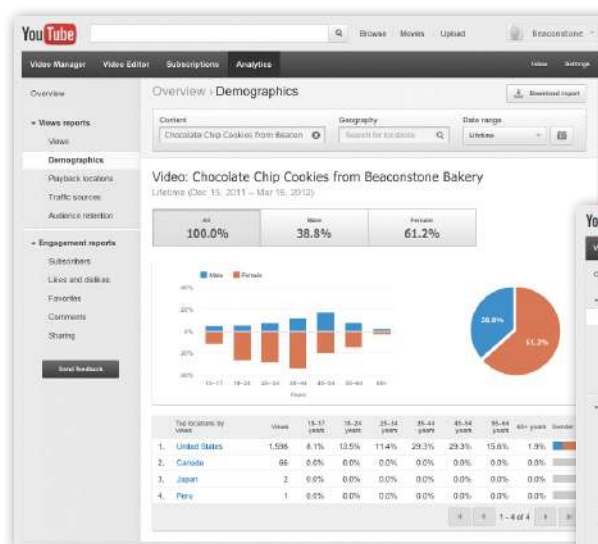 YouTube
Browse Movies Upload
Beaconstone
Video Manager Video Editor Subscriptions Analytics
Inbox Settings
Overview
Overview › Demographics
Download report
Views reports
Views
Demographics
Playback locations
Traffic sources
Audience retention
Engagement reports
Subscribers
Likes and dislikes
Favorites
Comments
Sharing
Send feedback
Content Geography Date range
Chocolate Chip Cookies from Beacon Search for locations Lifetime
Video: Chocolate Chip Cookies from Beaconstone Bakery
Lifetime (Dec 15, 2011 – Mar 16, 2012)
All Male Female
100.0% 38.8% 61.2%
Male Female
40%
20%
0%
20%
13–17 18–24 25–34 35–44 45–54 55–64 65+
Years
38.8%
61.2%
Top locations by views Views 13–17 years 18–24 years 25–34 years 35–44 years 45–54 years 55–64 years 65+ years Gender
1. United States 1,596 8.1% 13.5% 11.4% 29.3% 29.3% 15.6% 1.9%
2. Canada 66 0.0% 0.0% 0.0% 0.0% 0.0% 0.0% 0.0%
3. Japan 2 0.0% 0.0% 0.0% 0.0% 0.0% 0.0% 0.0%
4. Peru 1 0.0% 0.0% 0.0% 0.0% 0.0% 0.0% 0.0%
1 – 4 of 4